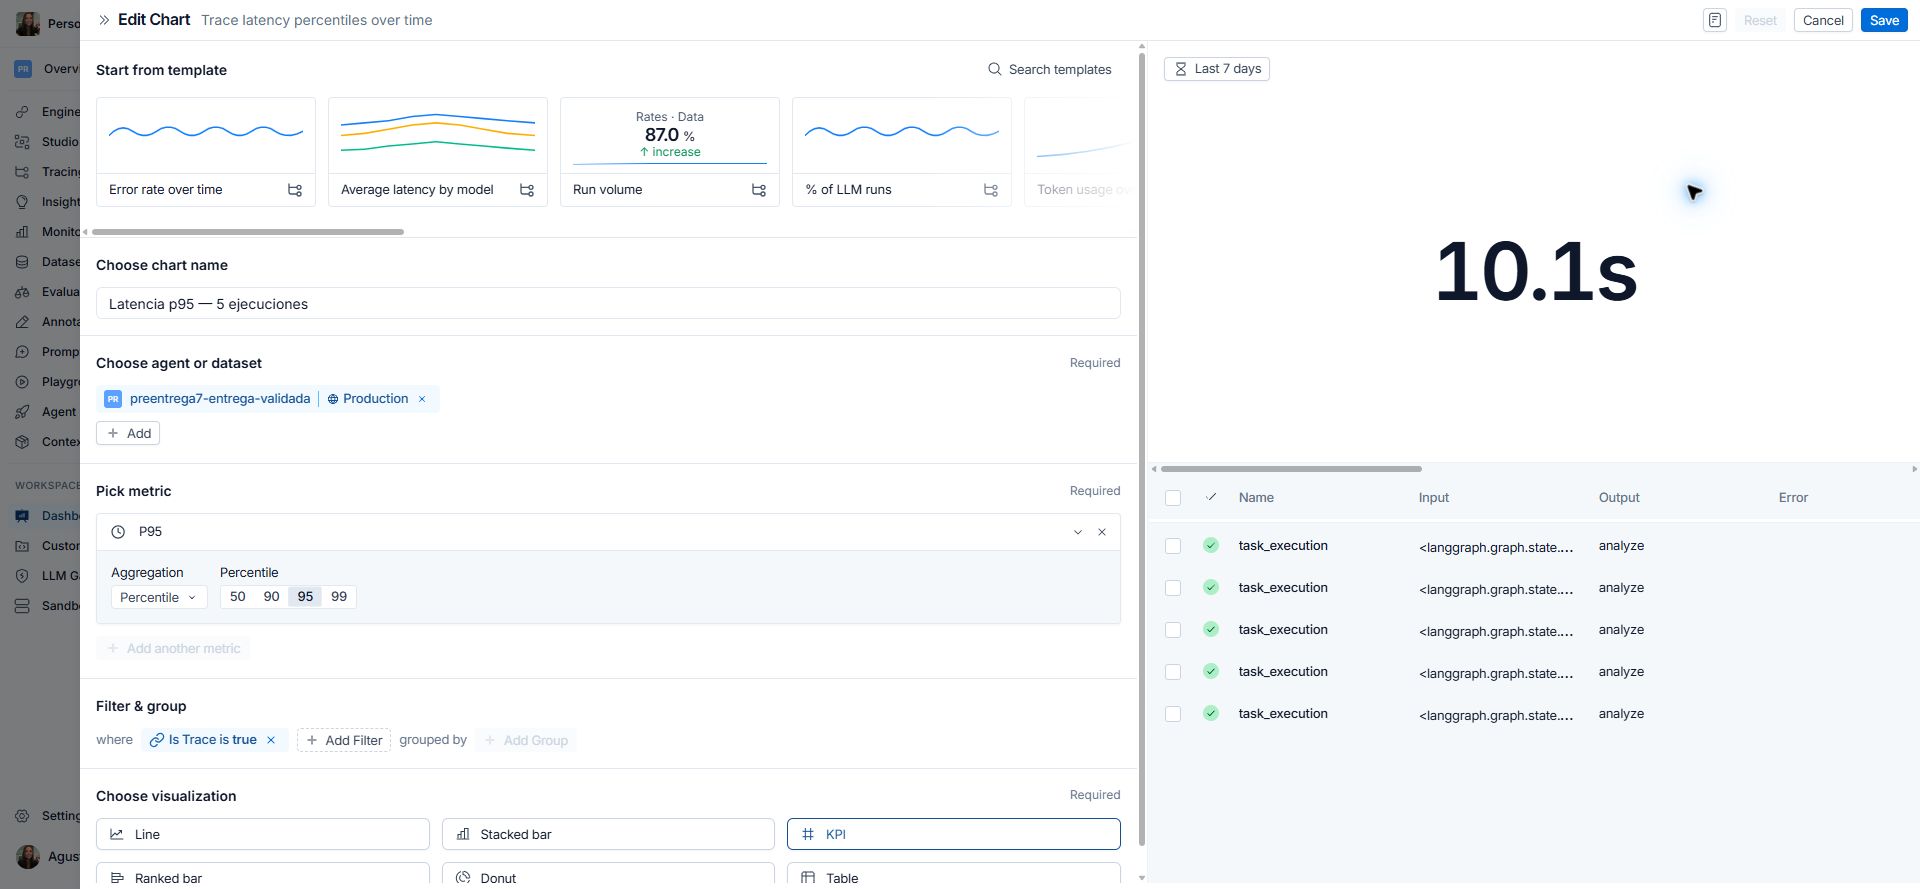 Perso
Edit Chart
Trace latency percentiles over time
Reset
Cancel
Save
PR
Overvi
Engine
Studio
Tracing
Insight
Monito
Datase
Evalua
Annota
Promp
Playgro
Agent
Contex
WORKSPACE
Dashb
Custor
LLM Ga
Sandb
Setting
Agus
Start from template
Search templates
Rates · Data
87.0 %
↑ increase
Error rate over time
Average latency by model
Run volume
% of LLM runs
Token usage ov
Choose chart name
Latencia p95 — 5 ejecuciones
Choose agent or dataset
Required
PR preentrega7-entrega-validada | Production ×
+ Add
Pick metric
Required
P95
Aggregation
Percentile
Percentile
50 90 95 99
+ Add another metric
Filter & group
where Is Trace is true × + Add Filter grouped by + Add Group
Choose visualization
Required
Line
Stacked bar
KPI
Ranked bar
Donut
Table
Last 7 days
10.1s
Name Input Output Error
task_execution <langgraph.graph.state.... analyze
task_execution <langgraph.graph.state.... analyze
task_execution <langgraph.graph.state.... analyze
task_execution <langgraph.graph.state.... analyze
task_execution <langgraph.graph.state.... analyze